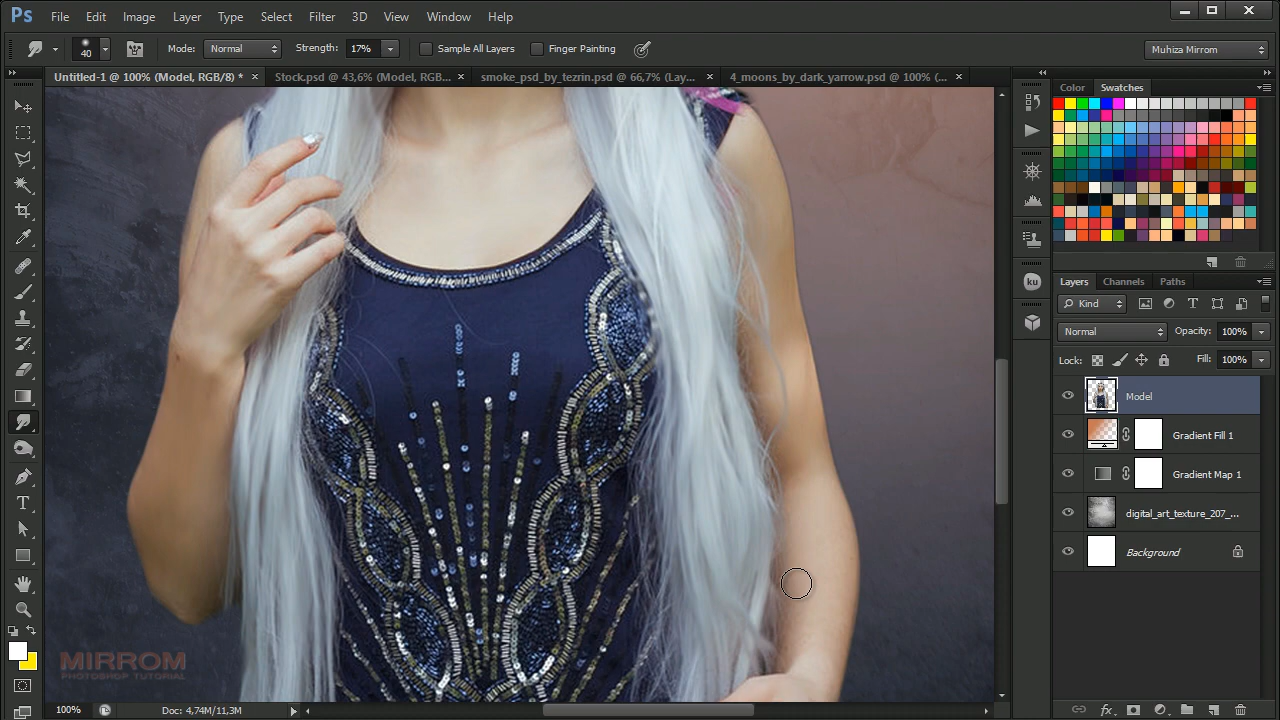 Ps File Edit Image Layer Type Select Filter 3D View Window Help
40 Mode: Normal Strength: 17% Sample All Layers Finger Painting Muhiza Mirrom
Untitled-1 @ 100% (Model, RGB/8) * × Stock.psd @ 43,6% (Model, RGB... × smoke_psd_by_tezrin.psd @ 66,7% (Lay... × 4_moons_by_dark_yarrow.psd @ 100% (... ×
Color Swatches
ku
Layers Channels Paths
Kind
Normal Opacity: 100%
Lock: Fill: 100%
Model
Gradient Fill 1
Gradient Map 1
digital_art_texture_207_...
Background
MIRROM
PHOTOSHOP TUTORIAL
100% Doc: 4,74M/11,3M
fx